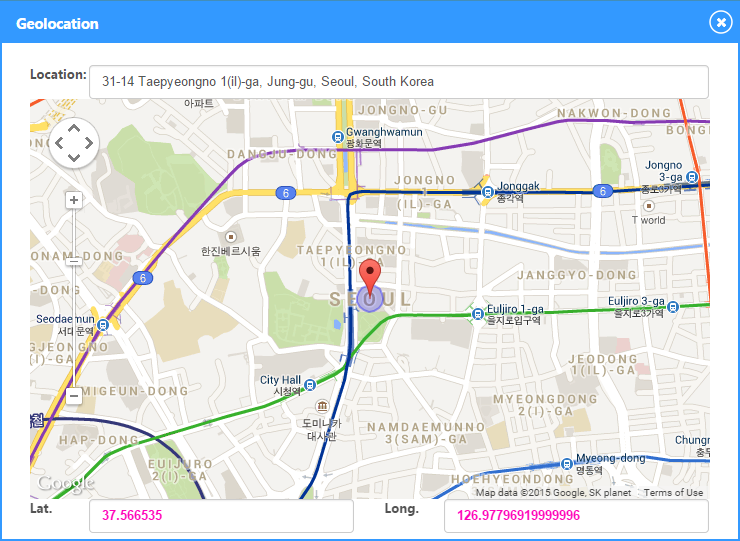 Geolocation
Location:
31-14 Taepyeongno 1(il)-ga, Jung-gu, Seoul, South Korea
아파트
JONGNO-GU
NAKWON-DONG
Gwanghwamun
광화문역
BONG
DANGJU-DONG
Jongno
3-ga
종로3가역
JONGNO
1(IL)-GA
Jonggak
종각역
6
6
T world
한진베르시움
TAEPYEONGNO
1(IL)-GA
ONAM-DONG
JANGGYO-DONG
6
SEOUL
Euljiro 1-ga
을지로입구역
Euljiro 3-ga
을지로3가역
Seodaemun
서대문역
NGJEONGNO
1(IL)-GA
JEODONG
1(IL)-GA
City Hall
시청역
MIGEUN-DONG
MYEONGDONG
2(I)-GA
도미니카
대사관
NAMDAEMUNNO
3(SAM)-GA
HAP-DONG
Chungm
충무
EUIJURO
2(I)-GA
Myeong-dong
명동역
HOEHYEONDONG
Google
Map data ©2015 Google, SK planet
Terms of Use
Lat.
37.566535
Long.
126.97796919999996